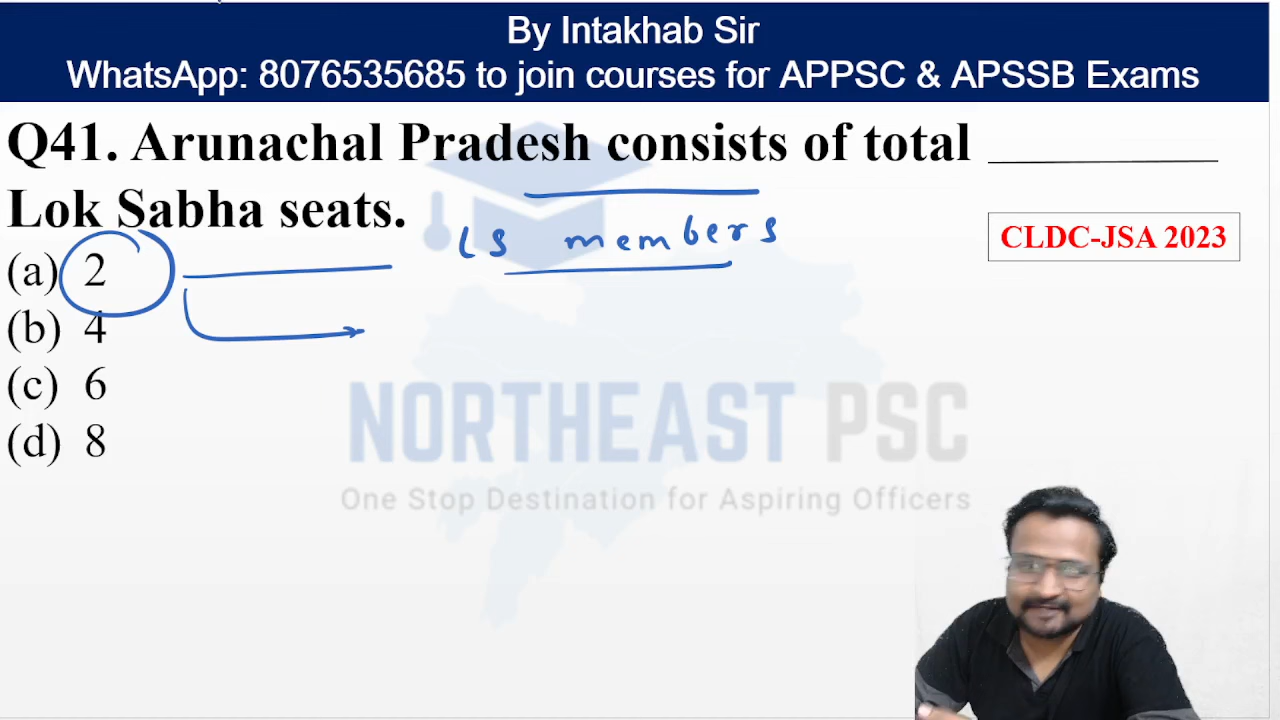 By Intakhab Sir
WhatsApp: 8076535685 to join courses for APPSC & APSSB Exams
Q41. Arunachal Pradesh consists of total __________
Lok Sabha seats.
LS members
CLDC-JSA 2023
(a) 2
(b) 4
(c) 6
(d) 8
NORTHEAST PSC
One Stop Destination for Aspiring Officers